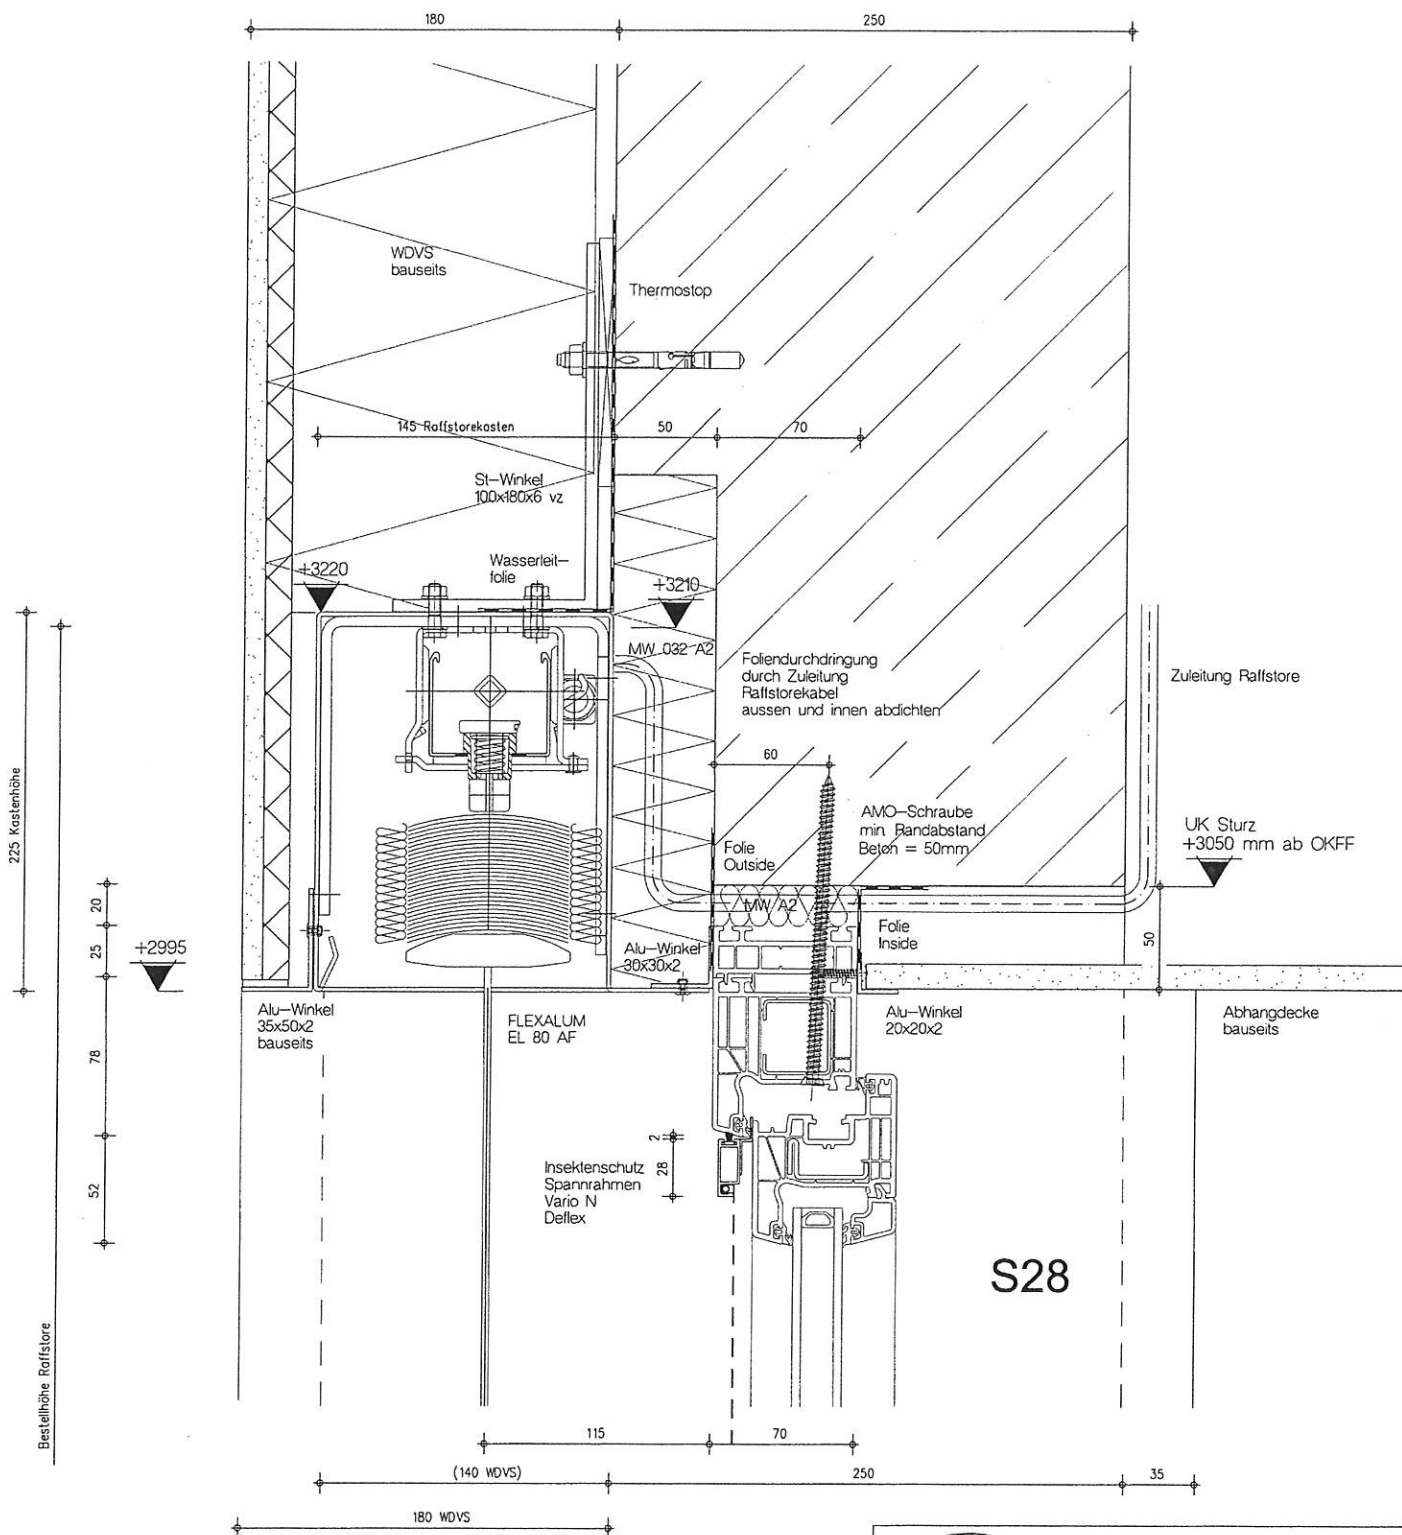 180
250
WDVS
bauseits
Thermostop
145 Raffstorekasten
50
70
St-Winkel
100x180x6 vz
Wasserleit-
folie
+3220
+3210
MW 032 A2
Foliendurchdringung
durch Zuleitung
Raffstorekabel
aussen und innen abdichten
Zuleitung Raffstore
60
225 Kastenhöhe
AMO-Schraube
min Randabstand
Beton = 50mm
UK Sturz
+3050 mm ab OKFF
Folie
Outside
20
MW A2
Folie
Inside
50
25
+2995
Alu-Winkel
30x30x2
Alu-Winkel
35x50x2
bauseits
FLEXALUM
EL 80 AF
Alu-Winkel
20x20x2
Abhangdecke
bauseits
78
2
28
52
Insektenschutz
Spannrahmen
Vario N
Deflex
S28
Bestellhöhe Raffstore
115
70
(140 WDVS)
250
35
180 WDVS